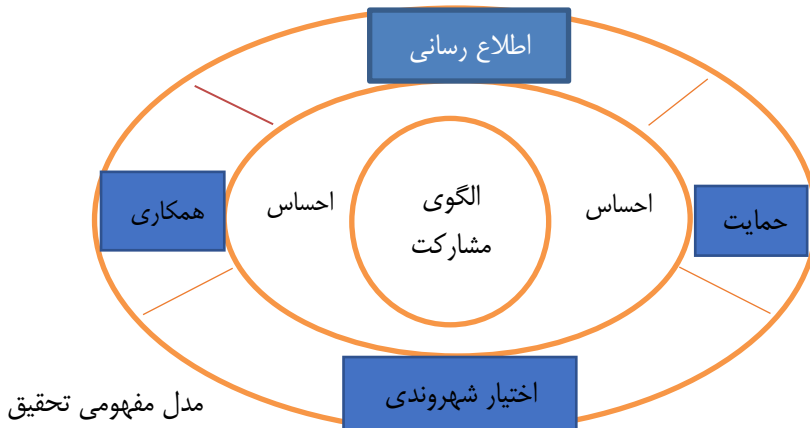 اطلاع رسانی
حمایت
احساس
الگوی
مشارکت
احساس
همکاری
اختیار شهروندی
مدل مفهومی تحقیق